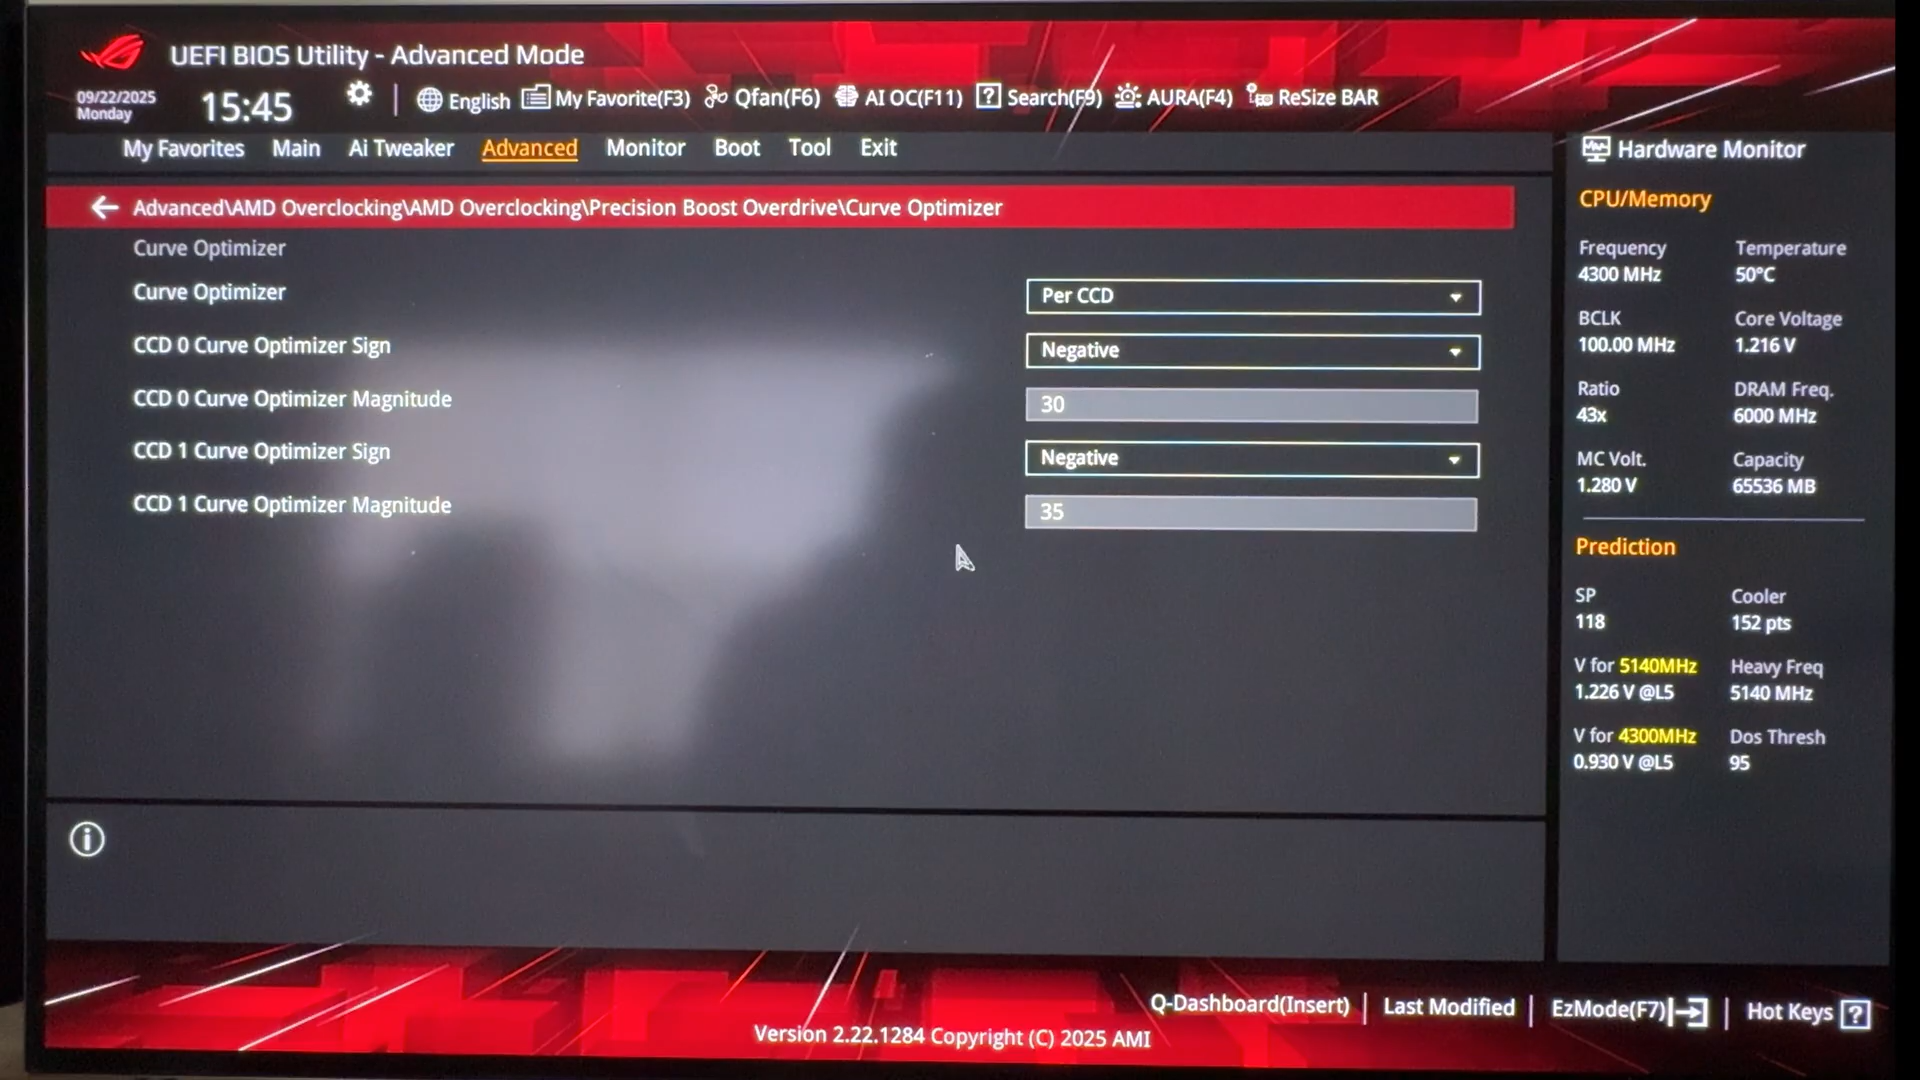 UEFI BIOS Utility - Advanced Mode
09/22/2025
Monday
15:45
English
My Favorite(F3)
Qfan(F6)
AI OC(F11)
Search(F9)
AURA(F4)
ReSize BAR
My Favorites
Main
Ai Tweaker
Advanced
Monitor
Boot
Tool
Exit
Advanced\AMD Overclocking\AMD Overclocking\Precision Boost Overdrive\Curve Optimizer
Curve Optimizer
Curve Optimizer
Per CCD
CCD 0 Curve Optimizer Sign
Negative
CCD 0 Curve Optimizer Magnitude
30
CCD 1 Curve Optimizer Sign
Negative
CCD 1 Curve Optimizer Magnitude
35
Hardware Monitor
CPU/Memory
Frequency
Temperature
4300 MHz
50°C
BCLK
Core Voltage
100.00 MHz
1.216 V
Ratio
DRAM Freq.
43x
6000 MHz
MC Volt.
Capacity
1.280 V
65536 MB
Prediction
SP
Cooler
118
152 pts
V for 5140MHz
Heavy Freq
1.226 V @L5
5140 MHz
V for 4300MHz
Dos Thresh
0.930 V @L5
95
Q-Dashboard(Insert)
Last Modified
EzMode(F7)
Hot Keys ?
Version 2.22.1284 Copyright (C) 2025 AMI